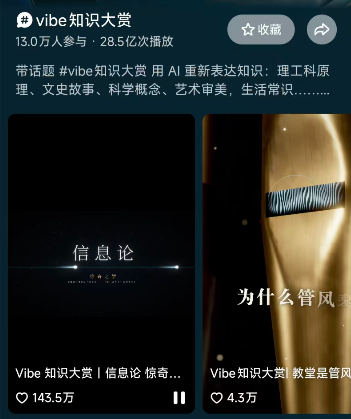 #vibe知识大赏
收藏
13.0万人参与 · 28.5亿次播放
带话题 #vibe知识大赏 用 AI 重新表达知识：理工科原
理、文史故事、科学概念、艺术审美，生活常识……...
信息论
Vibe 知识大赏丨信息论 惊奇...
143.5万
为什么管风
Vibe知识大赏| 教堂是管风
4.3万